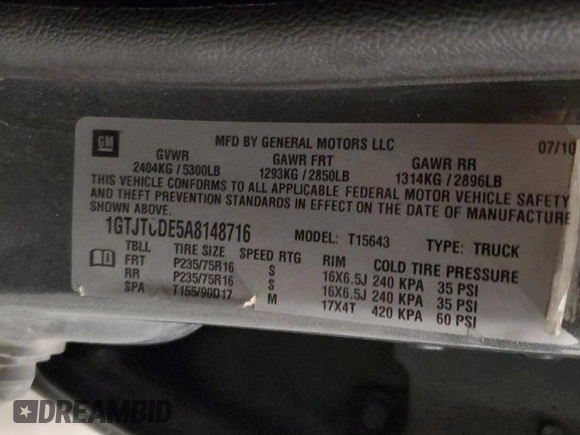 GM
MFD BY GENERAL MOTORS LLC 07/10
GVWR GAWR FRT GAWR RR
2404KG / 5300LB 1293KG / 2850LB 1314KG / 2896LB
THIS VEHICLE CONFORMS TO ALL APPLICABLE FEDERAL MOTOR VEHICLE SAFETY
AND THEFT PREVENTION STANDARDS IN EFFECT ON THE DATE OF MANUFACTURE
SHOWN ABOVE.
MODEL: T15643 TYPE: TRUCK
TBLL TIRE SIZE SPEED RTG RIM COLD TIRE PRESSURE
FRT P235/75R16 S 16X6.5J 240 KPA 35 PSI
RR P235/75R16 S 16X6.5J 240 KPA 35 PSI
SPA T155/90D17 M 17X4T 420 KPA 60 PSI
DREAMBID